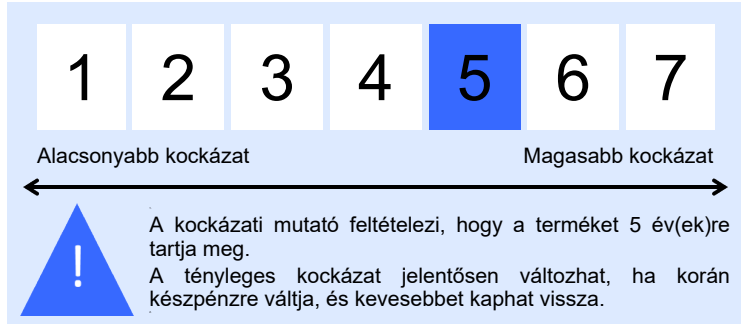 1 2 3 4 5 6 7
Alacsonyabb kockázat Magasabb kockázat
! A kockázati mutató feltételezi, hogy a terméket 5 év(ek)re
tartja meg.
A tényleges kockázat jelentősen változhat, ha korán
készpénzre váltja, és kevesebbet kaphat vissza.